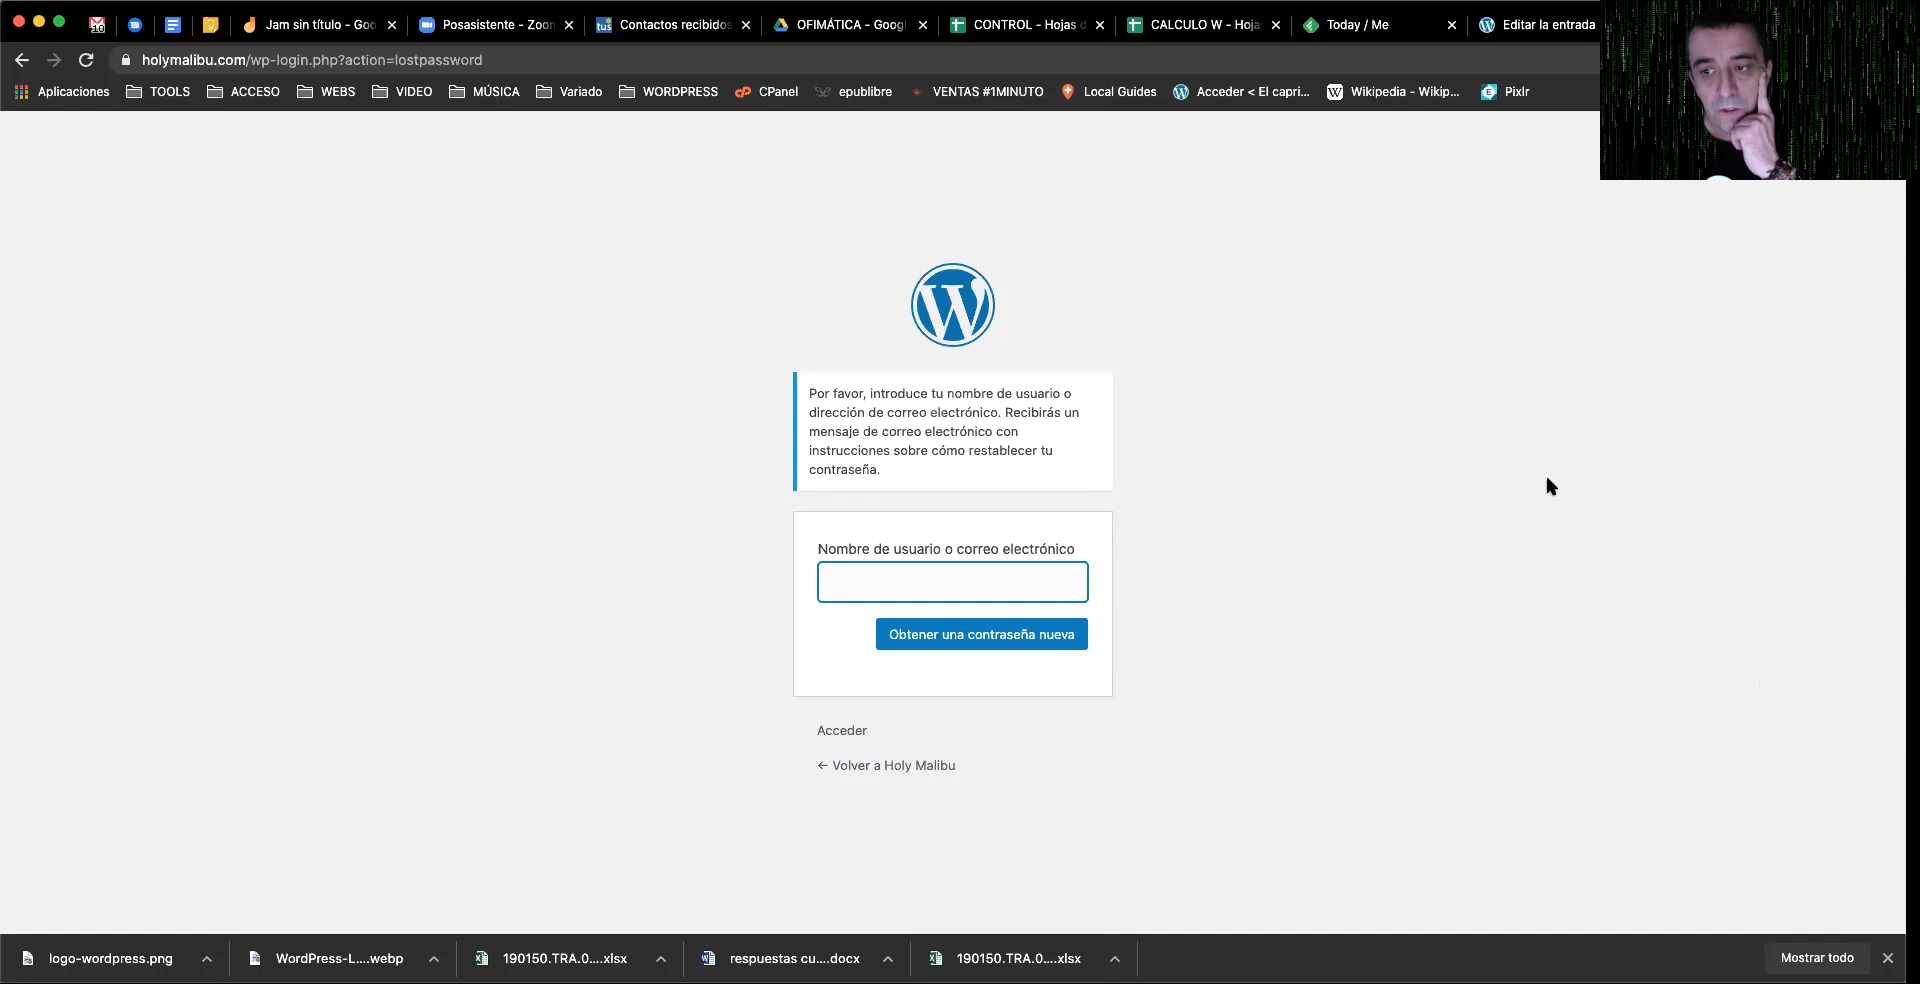 10
Jam sin título - Goo
Posasistente - Zoom
tus
Contactos recibidos
OFIMÁTICA - Googl
CONTROL - Hojas d
CALCULO W - Hoja
Today / Me
Editar la entrada
holymalibu.com/wp-login.php?action=lostpassword
Aplicaciones
TOOLS
ACCESO
WEBS
VIDEO
MÚSICA
Variado
WORDPRESS
CPanel
epublibre
VENTAS #1MINUTO
Local Guides
Acceder < El capri...
Wikipedia - Wikip...
Pixlr
Por favor, introduce tu nombre de usuario o
dirección de correo electrónico. Recibirás un
mensaje de correo electrónico con
instrucciones sobre cómo restablecer tu
contraseña.
Nombre de usuario o correo electrónico
Obtener una contraseña nueva
Acceder
← Volver a Holy Malibu
logo-wordpress.png
WordPress-L....webp
190150.TRA.0....xlsx
respuestas cu....docx
190150.TRA.0....xlsx
Mostrar todo